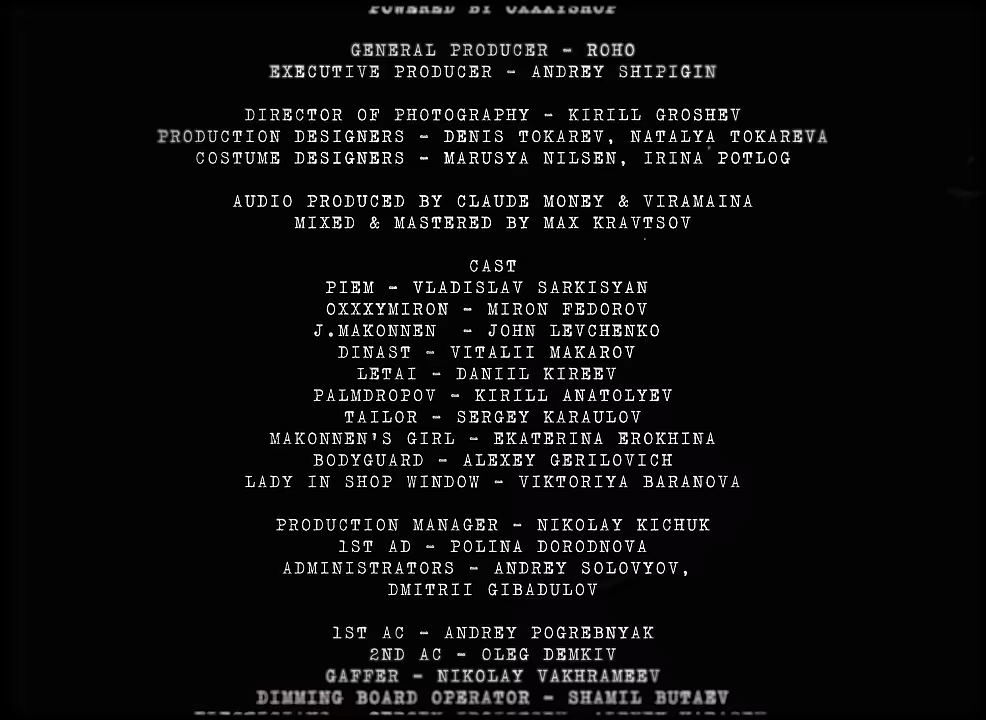 POWERED BY OXXXYSHOP
GENERAL PRODUCER - ROHO
EXECUTIVE PRODUCER - ANDREY SHIPIGIN
DIRECTOR OF PHOTOGRAPHY - KIRILL GROSHEV
PRODUCTION DESIGNERS - DENIS TOKAREV, NATALYA TOKAREVA
COSTUME DESIGNERS - MARUSYA NILSEN, IRINA POTLOG
AUDIO PRODUCED BY CLAUDE MONEY & VIRAMAINA
MIXED & MASTERED BY MAX KRAVTSOV
CAST
PIEM - VLADISLAV SARKISYAN
OXXXYMIRON - MIRON FEDOROV
J.MAKONNEN - JOHN LEVCHENKO
DINAST - VITALII MAKAROV
LETAI - DANIIL KIREEV
PALMDROPOV - KIRILL ANATOLYEV
TAILOR - SERGEY KARAULOV
MAKONNEN'S GIRL - EKATERINA EROKHINA
BODYGUARD - ALEXEY GERILOVICH
LADY IN SHOP WINDOW - VIKTORIYA BARANOVA
PRODUCTION MANAGER - NIKOLAY KICHUK
1ST AD - POLINA DORODNOVA
ADMINISTRATORS - ANDREY SOLOVYOV,
DMITRII GIBADULOV
1ST AC - ANDREY POGREBNYAK
2ND AC - OLEG DEMKIV
GAFFER - NIKOLAY VAKHRAMEEV
DIMMING BOARD OPERATOR - SHAMIL BUTAEV